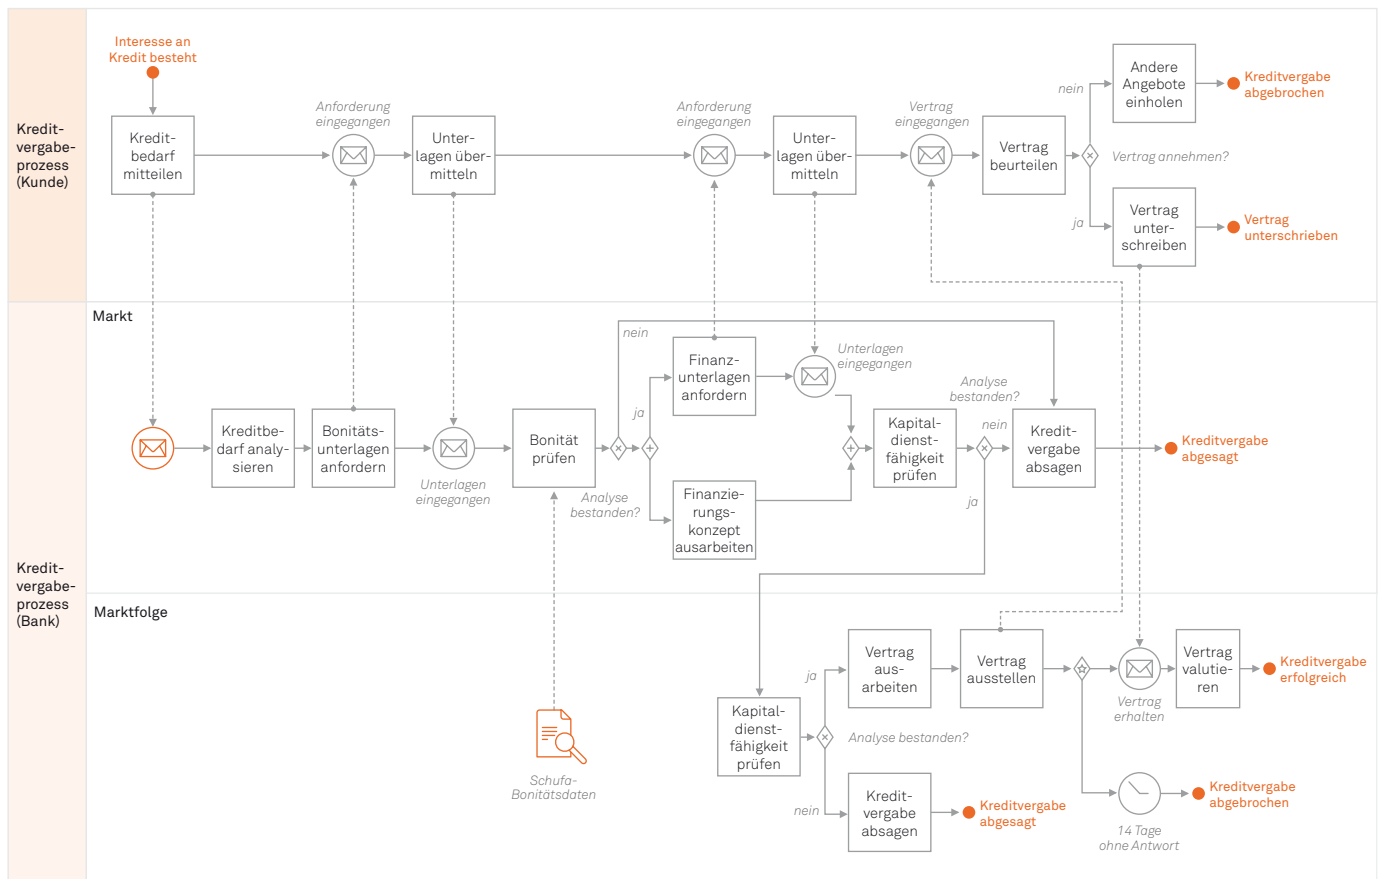 Kredit-
vergabe-
prozess
(Kunde)
Interesse an
Kredit besteht
Kredit-
bedarf
mitteilen
Anforderung
eingegangen
Unter-
lagen über-
mitteln
Anforderung
eingegangen
Unter-
lagen über-
mitteln
Vertrag
eingegangen
Vertrag
beurteilen
Vertrag annehmen?
nein
Andere
Angebote
einholen
Kreditvergabe
abgebrochen
ja
Vertrag
unter-
schreiben
Vertrag
unterschrieben
Kredit-
vergabe-
prozess
(Bank)
Markt
Kreditbe-
darf analy-
sieren
Bonitäts-
unterlagen
anfordern
Unterlagen
eingegangen
Bonität
prüfen
Analyse
bestanden?
nein
ja
Finanz-
unterlagen
anfordern
Unterlagen
eingegangen
Finanzie-
rungs-
konzept
ausarbeiten
Kapital-
dienst-
fähigkeit
prüfen
Analyse
bestanden?
nein
ja
Kredit-
vergabe
absagen
Kreditvergabe
abgesagt
Marktfolge
Schufa-
Bonitätsdaten
Kapital-
dienst-
fähigkeit
prüfen
Analyse bestanden?
ja
Vertrag
aus-
arbeiten
Vertrag
ausstellen
Vertrag
erhalten
Vertrag
valutie-
ren
Kreditvergabe
erfolgreich
nein
Kredit-
vergabe
absagen
Kreditvergabe
abgesagt
14 Tage
ohne Antwort
Kreditvergabe
abgebrochen